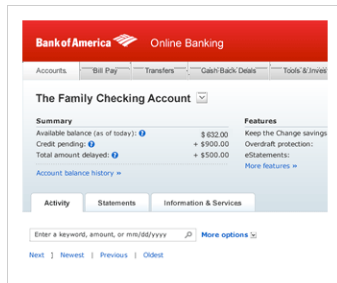 Bank of America Online Banking
Accounts Bill Pay Transfers Cash Back Deals Tools & Inves
The Family Checking Account
Summary Features
Available balance (as of today): $ 632.00 Keep the Change savings
Credit pending: + $900.00 Overdraft protection:
Total amount delayed: + $500.00 eStatements:
Account balance history » More features »
Activity Statements Information & Services
Enter a keyword, amount, or mm/dd/yyyy More options
Next | Newest | Previous | Oldest